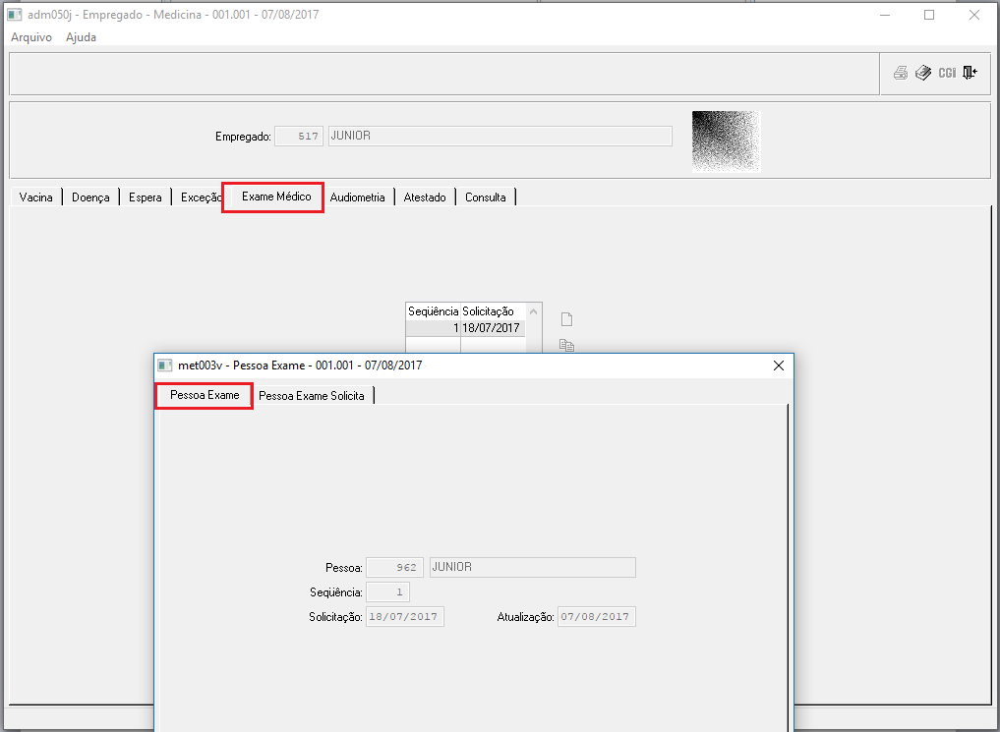 adm050j - Empregado - Medicina - 001.001 - 07/08/2017
Arquivo Ajuda
CGI
Empregado: 517 JUNIOR
Vacina Doença Espera Exceção Exame Médico Audiometria Atestado Consulta
Seqüência Solicitação
1 18/07/2017
met003v - Pessoa Exame - 001.001 - 07/08/2017
Pessoa Exame Pessoa Exame Solicita
Pessoa: 962 JUNIOR
Seqüência: 1
Solicitação: 18/07/2017 Atualização: 07/08/2017